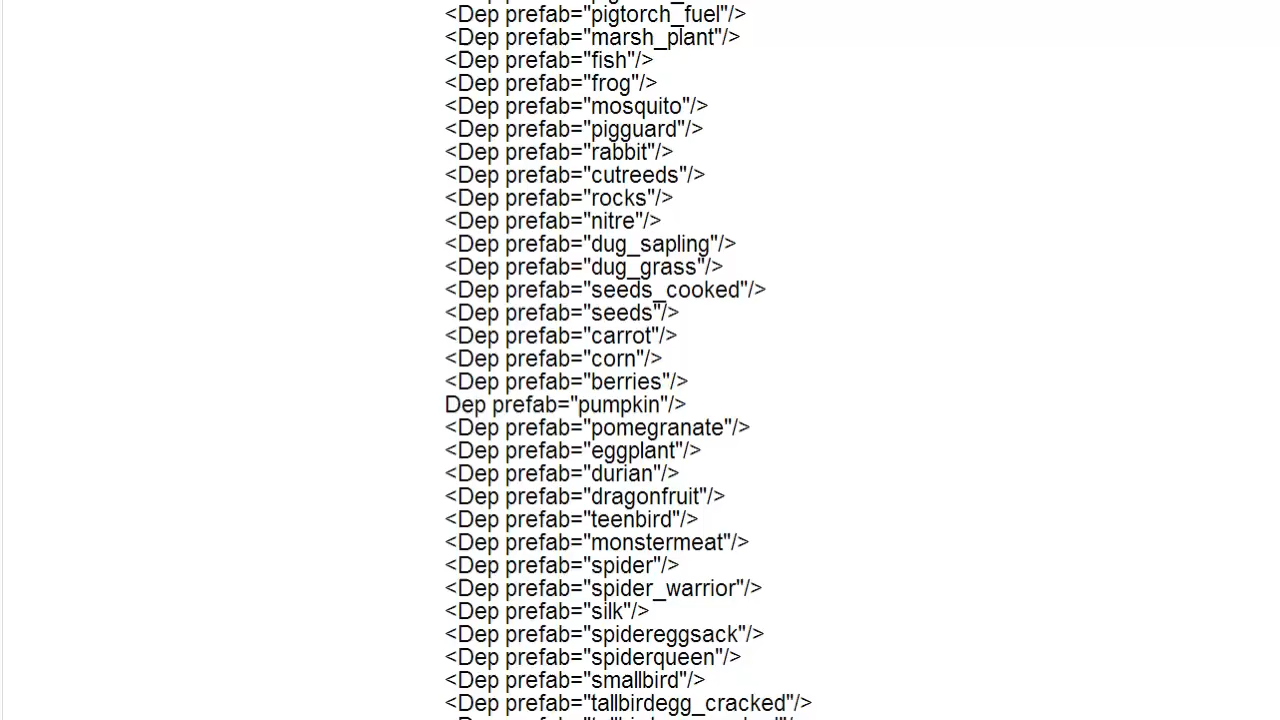 <Dep prefab="pigtorch_fuel"/>
<Dep prefab="marsh_plant"/>
<Dep prefab="fish"/>
<Dep prefab="frog"/>
<Dep prefab="mosquito"/>
<Dep prefab="pigguard"/>
<Dep prefab="rabbit"/>
<Dep prefab="cutreeds"/>
<Dep prefab="rocks"/>
<Dep prefab="nitre"/>
<Dep prefab="dug_sapling"/>
<Dep prefab="dug_grass"/>
<Dep prefab="seeds_cooked"/>
<Dep prefab="seeds"/>
<Dep prefab="carrot"/>
<Dep prefab="corn"/>
<Dep prefab="berries"/>
Dep prefab="pumpkin"/>
<Dep prefab="pomegranate"/>
<Dep prefab="eggplant"/>
<Dep prefab="durian"/>
<Dep prefab="dragonfruit"/>
<Dep prefab="teenbird"/>
<Dep prefab="monstermeat"/>
<Dep prefab="spider"/>
<Dep prefab="spider_warrior"/>
<Dep prefab="silk"/>
<Dep prefab="spidereggsack"/>
<Dep prefab="spiderqueen"/>
<Dep prefab="smallbird"/>
<Dep prefab="tallbirdegg_cracked"/>